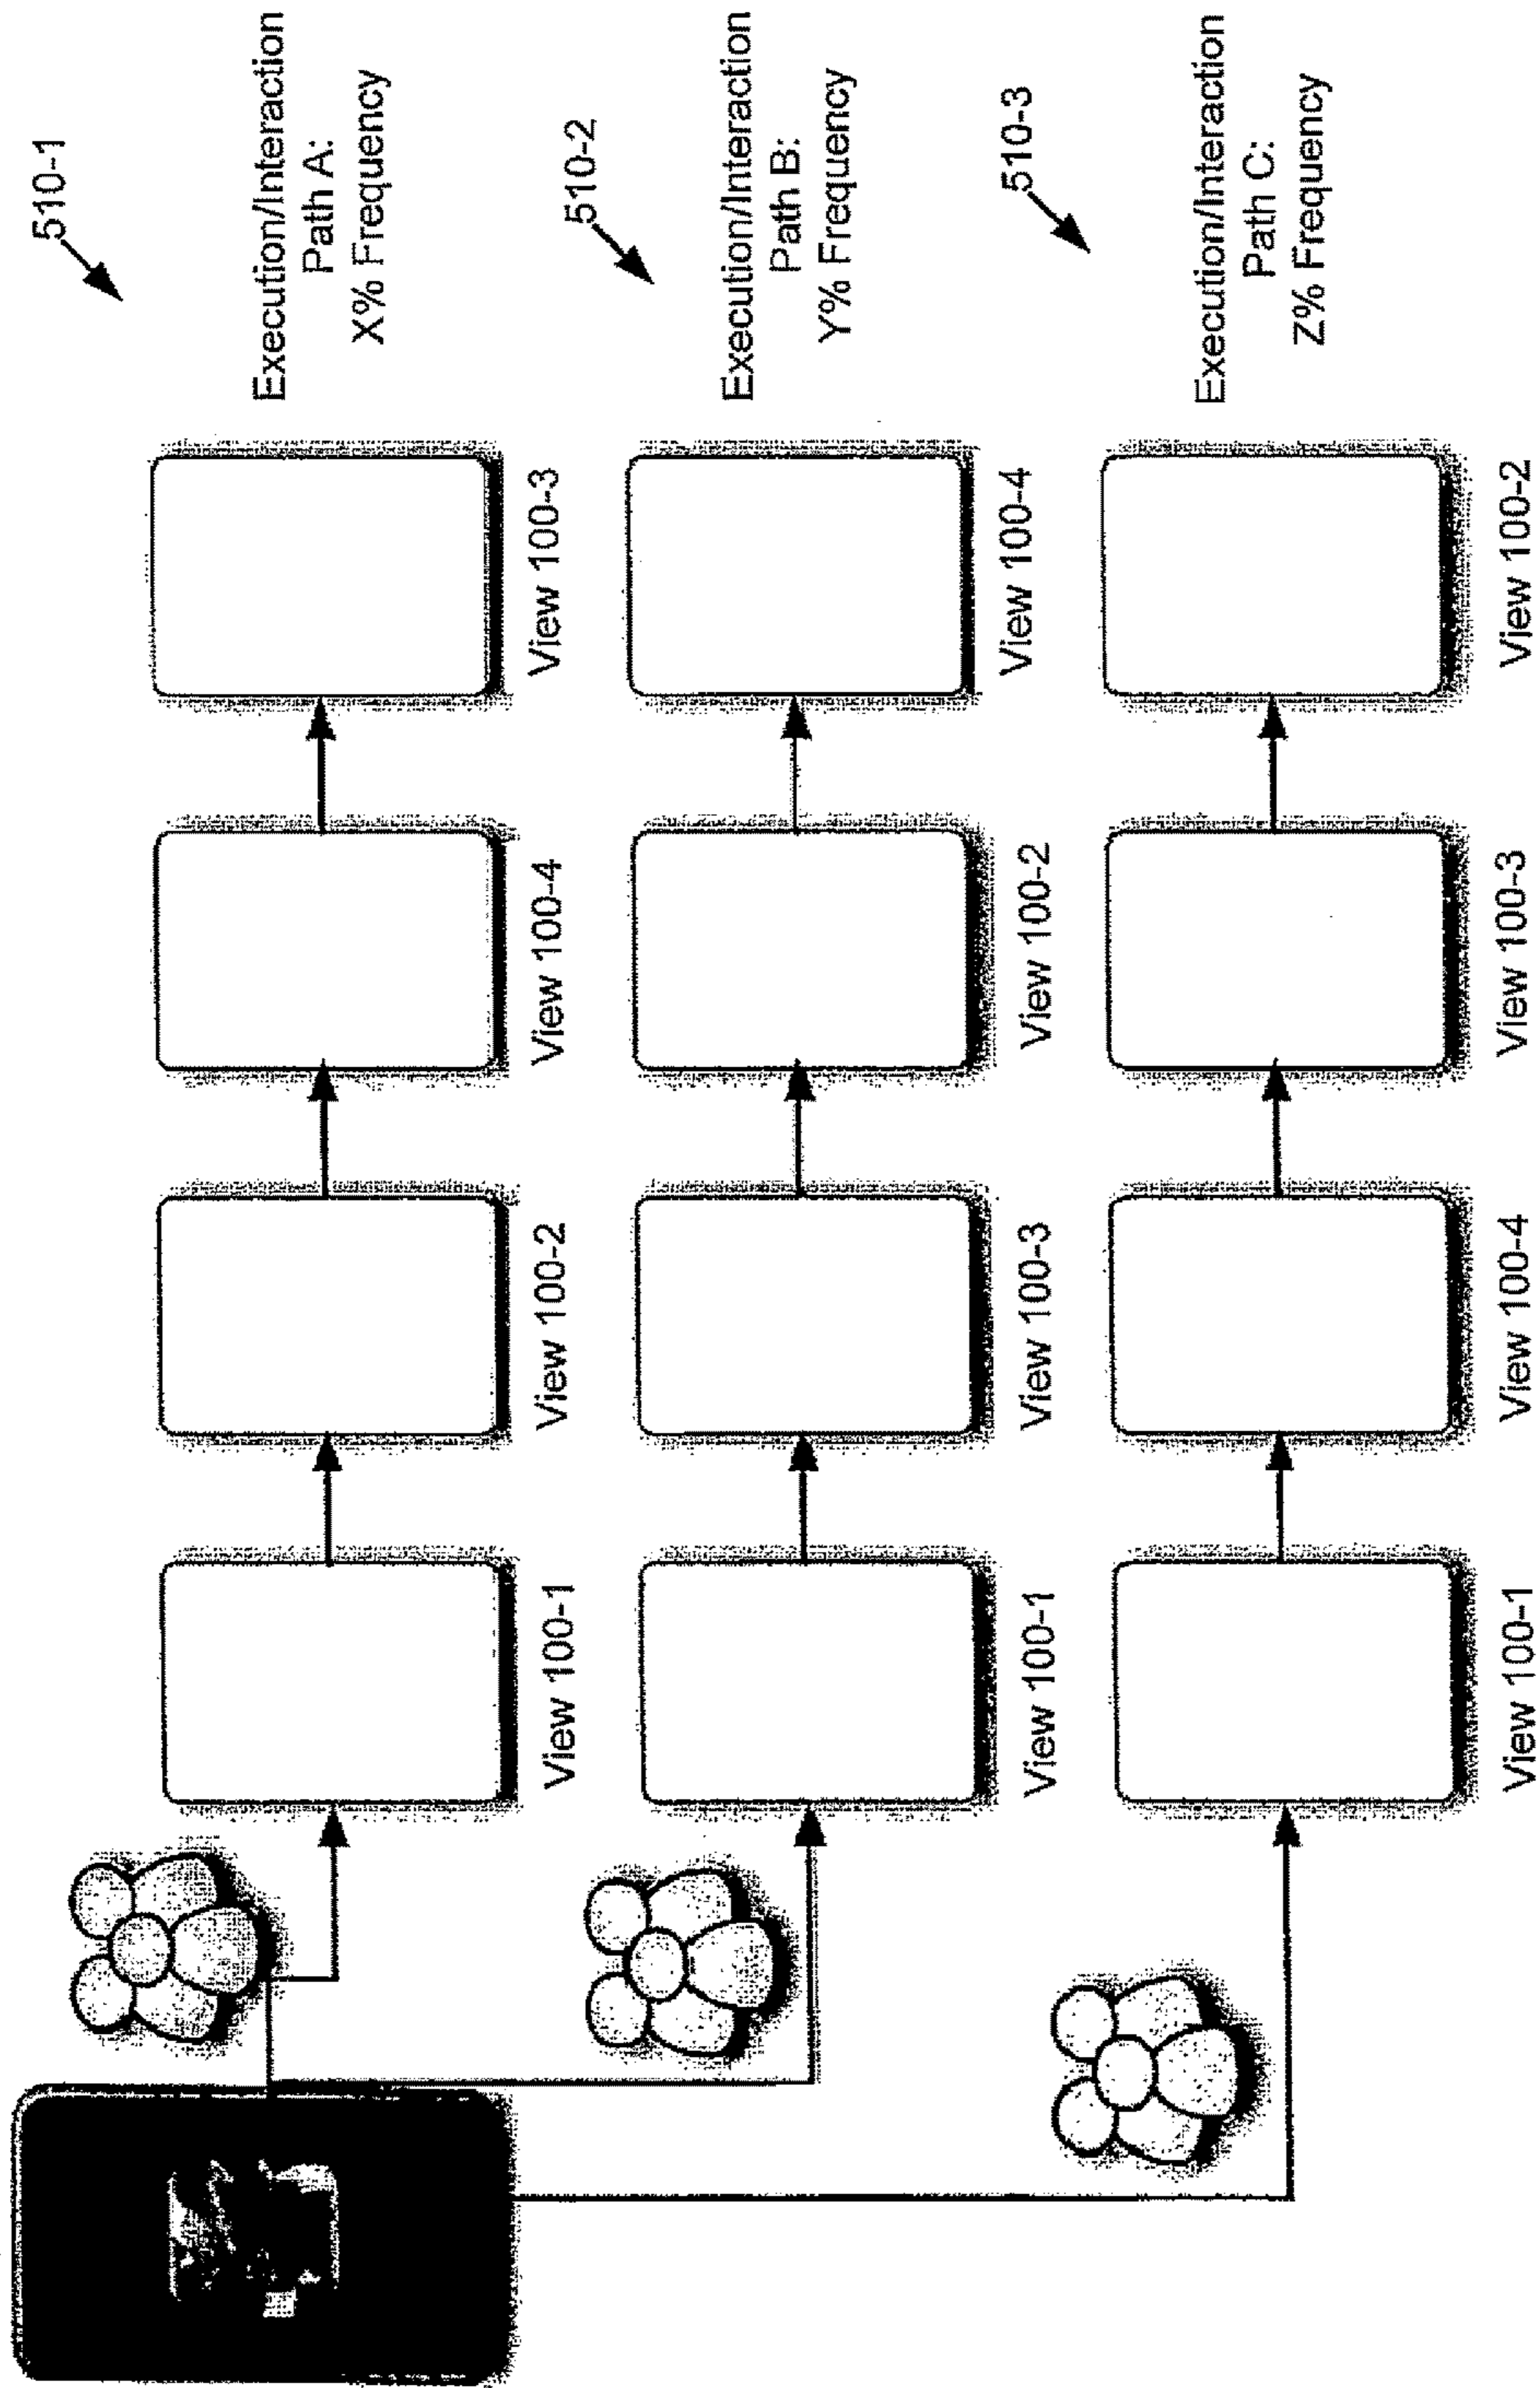 510-1
View 100-1
View 100-2
View 100-4
View 100-3
Execution/Interaction
Path A:
X% Frequency
510-2
View 100-1
View 100-3
View 100-2
View 100-4
Execution/Interaction
Path B:
Y% Frequency
510-3
View 100-1
View 100-4
View 100-3
View 100-2
Execution/Interaction
Path C:
Z% Frequency